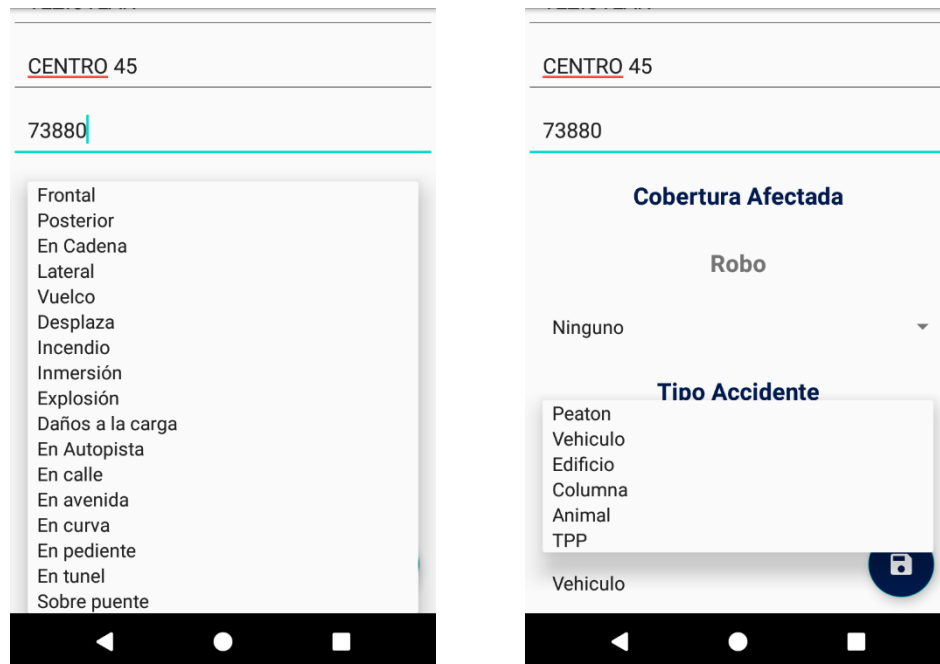 CENTRO 45
73880
Frontal
Posterior
En Cadena
Lateral
Vuelco
Desplaza
Incendio
Inmersión
Explosión
Daños a la carga
En Autopista
En calle
En avenida
En curva
En pediente
En tunel
Sobre puente
CENTRO 45
73880
Cobertura Afectada
Robo
Ninguno
Tipo Accidente
Peaton
Vehiculo
Edificio
Columna
Animal
TPP
Vehiculo